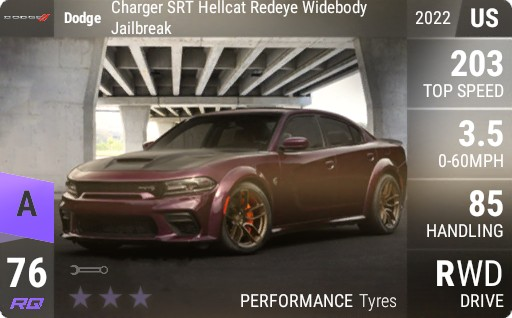 DODGE
Dodge
Charger SRT Hellcat Redeye Widebody
Jailbreak
2022 US
203
TOP SPEED
3.5
0-60MPH
85
HANDLING
RWD
DRIVE
A
76
RQ
PERFORMANCE Tyres